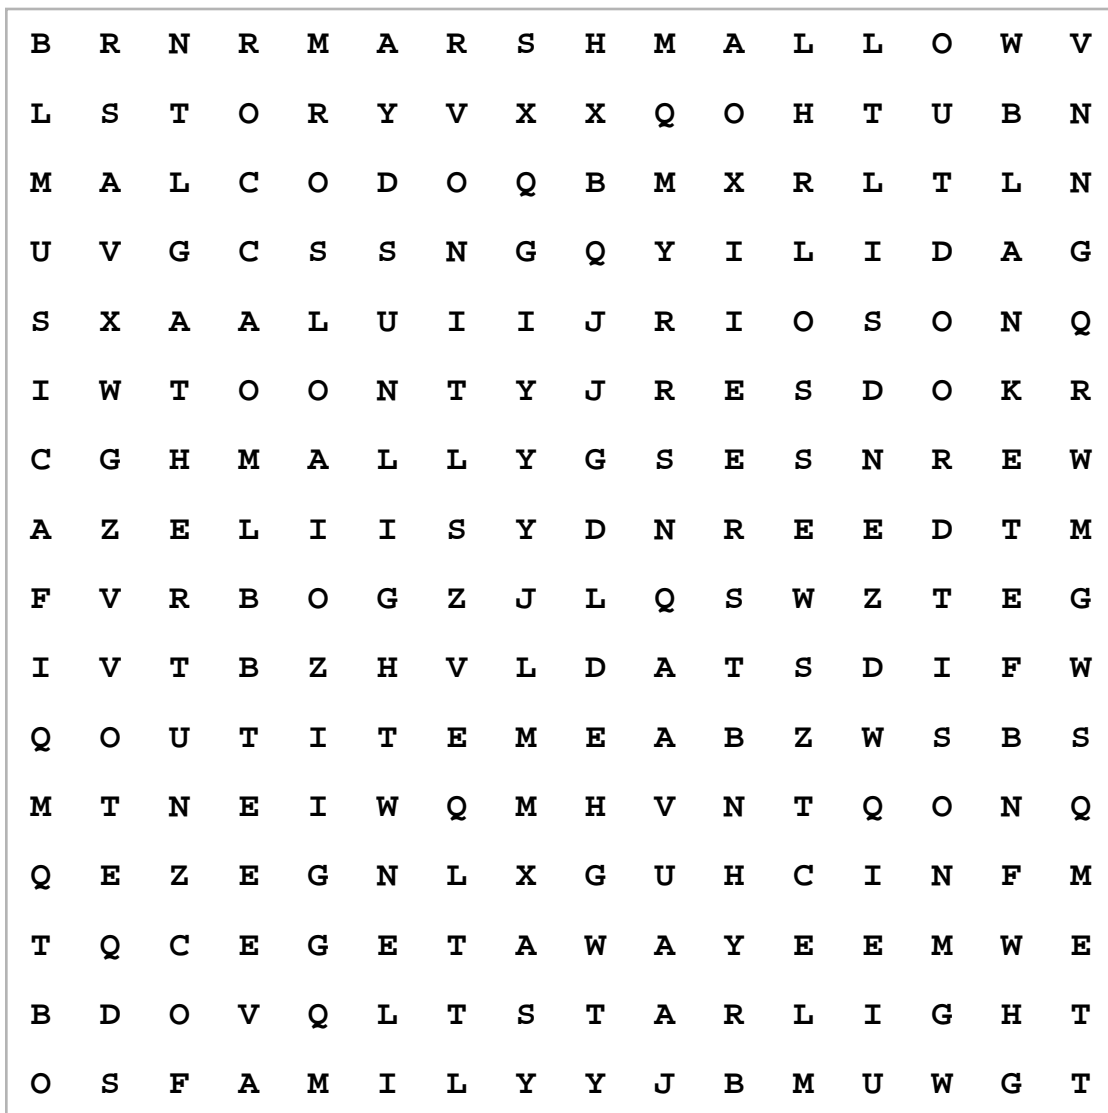 B R N R M A R S H M A L L O W V
L S T O R Y V X X Q O H T U B N
M A L C O D O Q B M X R L T L N
U V G C S S N G Q Y I L I D A G
S X A A L U I I J R I O S O N Q
I W T O O N T Y J R E S D O K R
C G H M A L L Y G S E S N R E W
A Z E L I I S Y D N R E E D T M
F V R B O G Z J L Q S W Z T E G
I V T B Z H V L D A T S D I F W
Q O U T I T E M E A B Z W S B S
M T N E I W Q M H V N T Q O N Q
Q E Z E G N L X G U H C I N F M
T Q C E G E T A W A Y E E M W E
B D O V Q L T S T A R L I G H T
O S F A M I L Y Y J B M U W G T